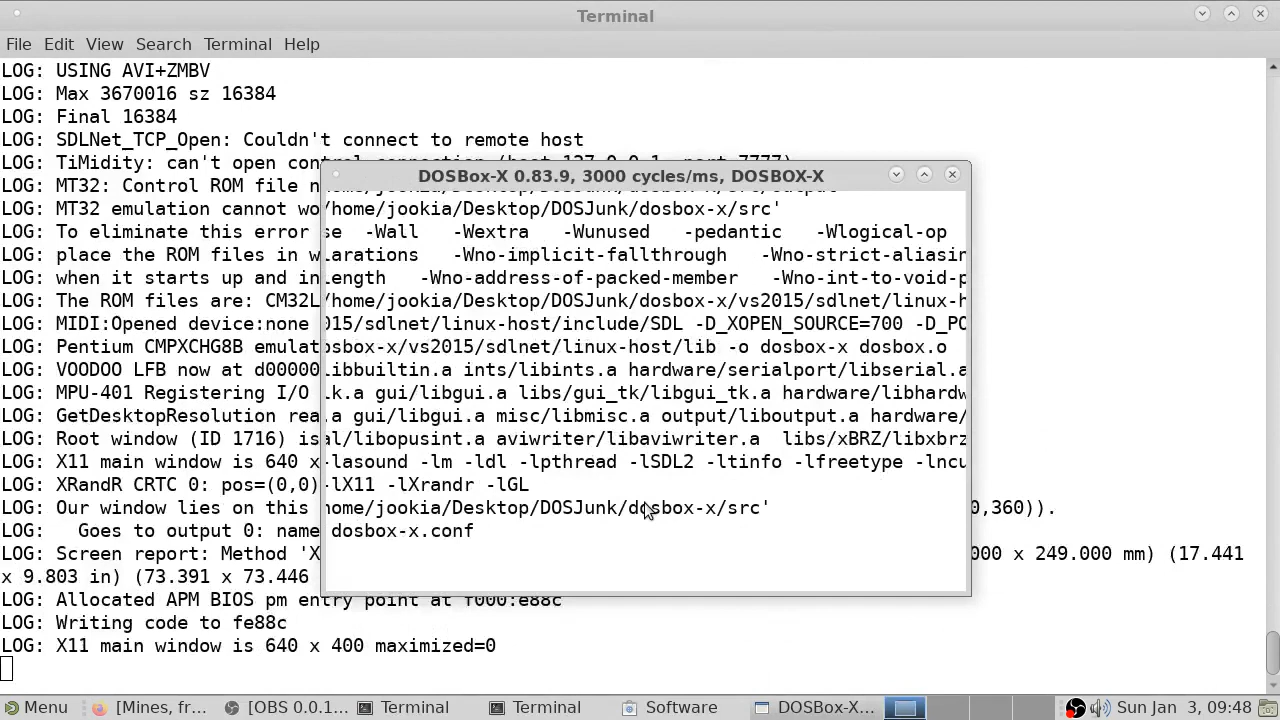 Terminal
File Edit View Search Terminal Help
LOG: USING AVI+ZMBV
LOG: Max 3670016 sz 16384
LOG: Final 16384
LOG: SDLNet_TCP_Open: Couldn't connect to remote host
LOG: TiMidity: can't open control connection (host 127.0.0.1, port 7777)
LOG: MT32: Control ROM file n
LOG: MT32 emulation cannot wo
LOG: To eliminate this error
LOG: place the ROM files in
LOG: when it starts up and in
LOG: The ROM files are: CM32L
LOG: MIDI:Opened device:none
LOG: Pentium CMPXCHG8B emulat
LOG: VOODOO LFB now at d00000
LOG: MPU-401 Registering I/O
LOG: GetDesktopResolution rea
LOG: Root window (ID 1716) is
LOG: X11 main window is 640 x
LOG: XRandR CRTC 0: pos=(0,0)
LOG: Our window lies on this
0,360)).
LOG:   Goes to output 0: name
LOG: Screen report: Method 'X
000 x 249.000 mm) (17.441
x 9.803 in) (73.391 x 73.446
LOG: Allocated APM BIOS pm entry point at f000:e88c
LOG: Writing code to fe88c
LOG: X11 main window is 640 x 400 maximized=0
DOSBox-X 0.83.9, 3000 cycles/ms, DOSBOX-X
/home/jookia/Desktop/DOSJunk/dosbox-x/src'
se -Wall -Wextra -Wunused -pedantic -Wlogical-op
larations -Wno-implicit-fallthrough -Wno-strict-aliasin
length -Wno-address-of-packed-member -Wno-int-to-void-p
/home/jookia/Desktop/DOSJunk/dosbox-x/vs2015/sdlnet/linux-h
015/sdlnet/linux-host/include/SDL -D_XOPEN_SOURCE=700 -D_PO
osbox-x/vs2015/sdlnet/linux-host/lib -o dosbox-x dosbox.o
libbuiltin.a ints/libints.a hardware/serialport/libserial.a
lk.a gui/libgui.a libs/gui_tk/libgui_tk.a hardware/libhardw
.a gui/libgui.a misc/libmisc.a output/liboutput.a hardware/
al/libopusint.a aviwriter/libaviwriter.a libs/xBRZ/libxbrz
-lasound -lm -ldl -lpthread -lSDL2 -ltinfo -lfreetype -lncu
-lX11 -lXrandr -lGL
home/jookia/Desktop/DOSJunk/dosbox-x/src'
dosbox-x.conf
Menu [Mines, fr... [OBS 0.0.1... Terminal Terminal Software DOSBox-X... Sun Jan 3, 09:48